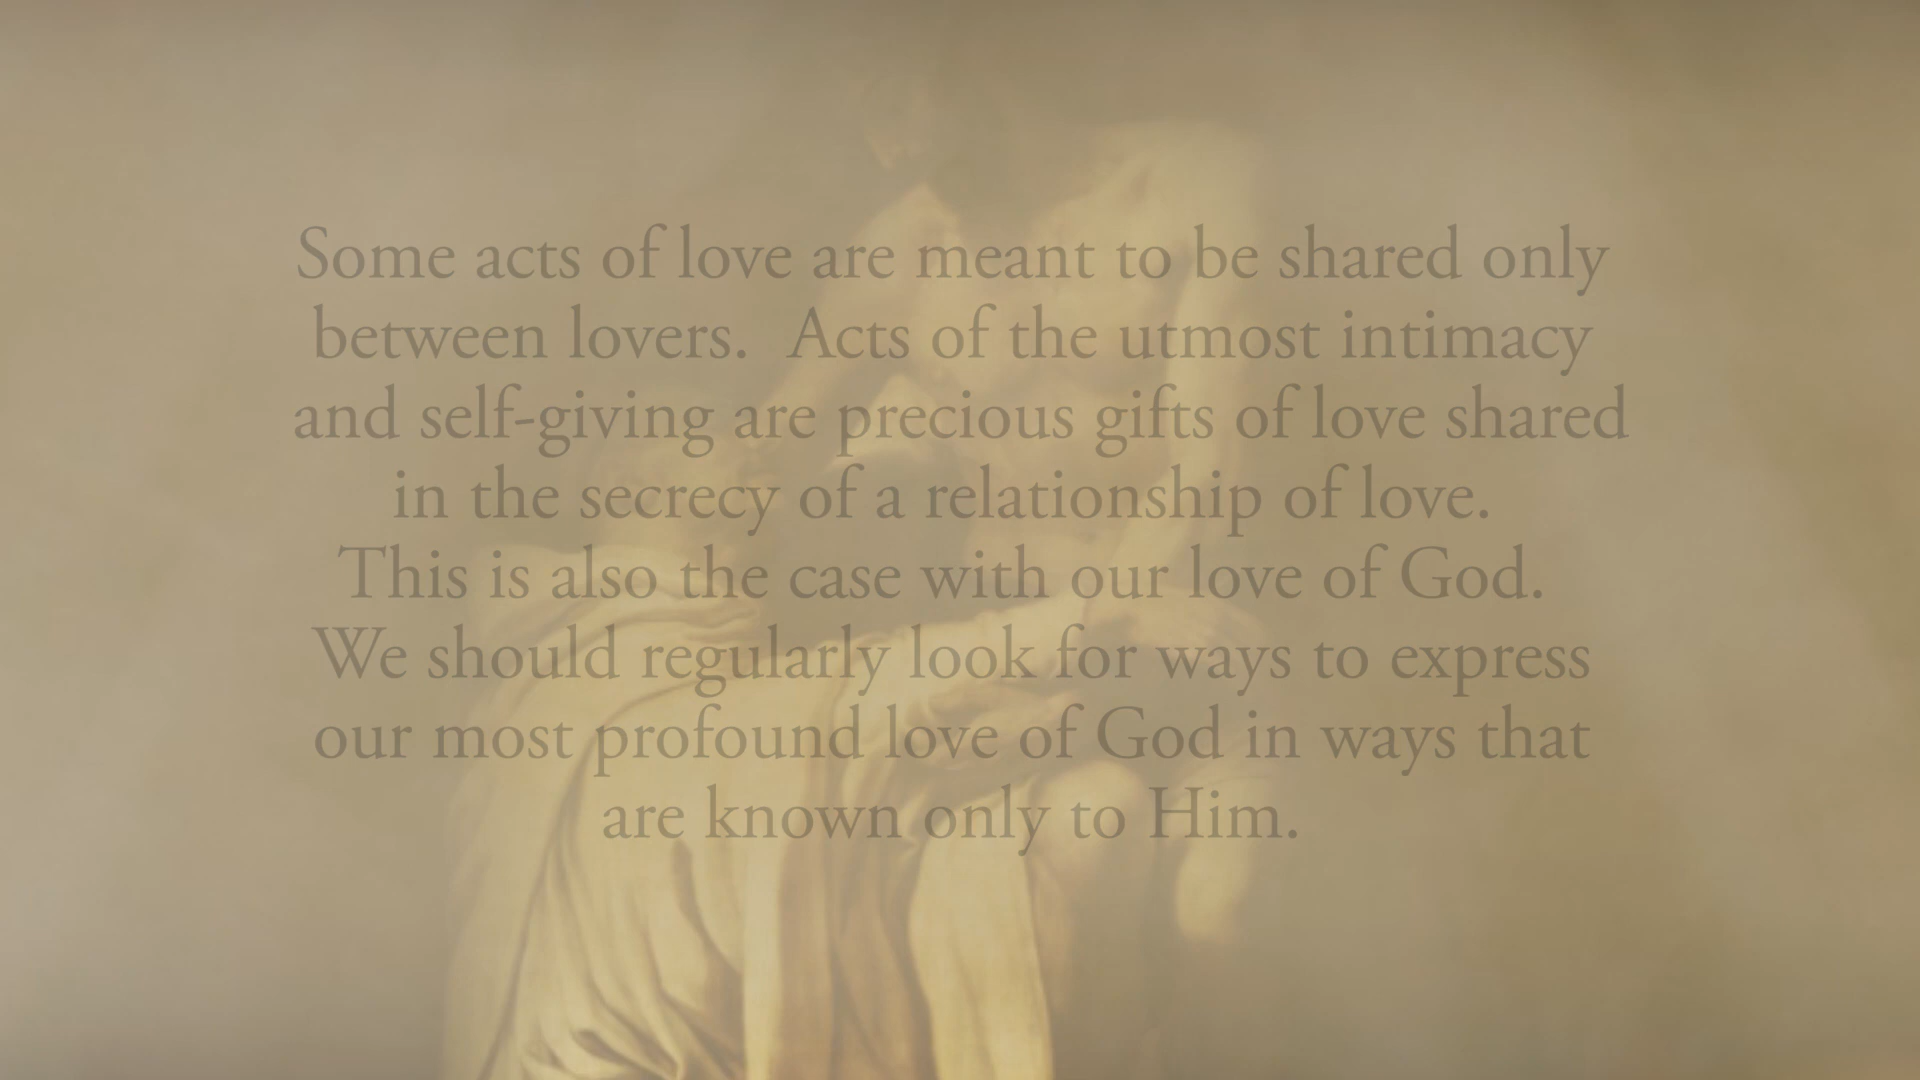 Some acts of love are meant to be shared only
between lovers.  Acts of the utmost intimacy
and self-giving are precious gifts of love shared
in the secrecy of a relationship of love.
This is also the case with our love of God.
We should regularly look for ways to express
our most profound love of God in ways that
are known only to Him.